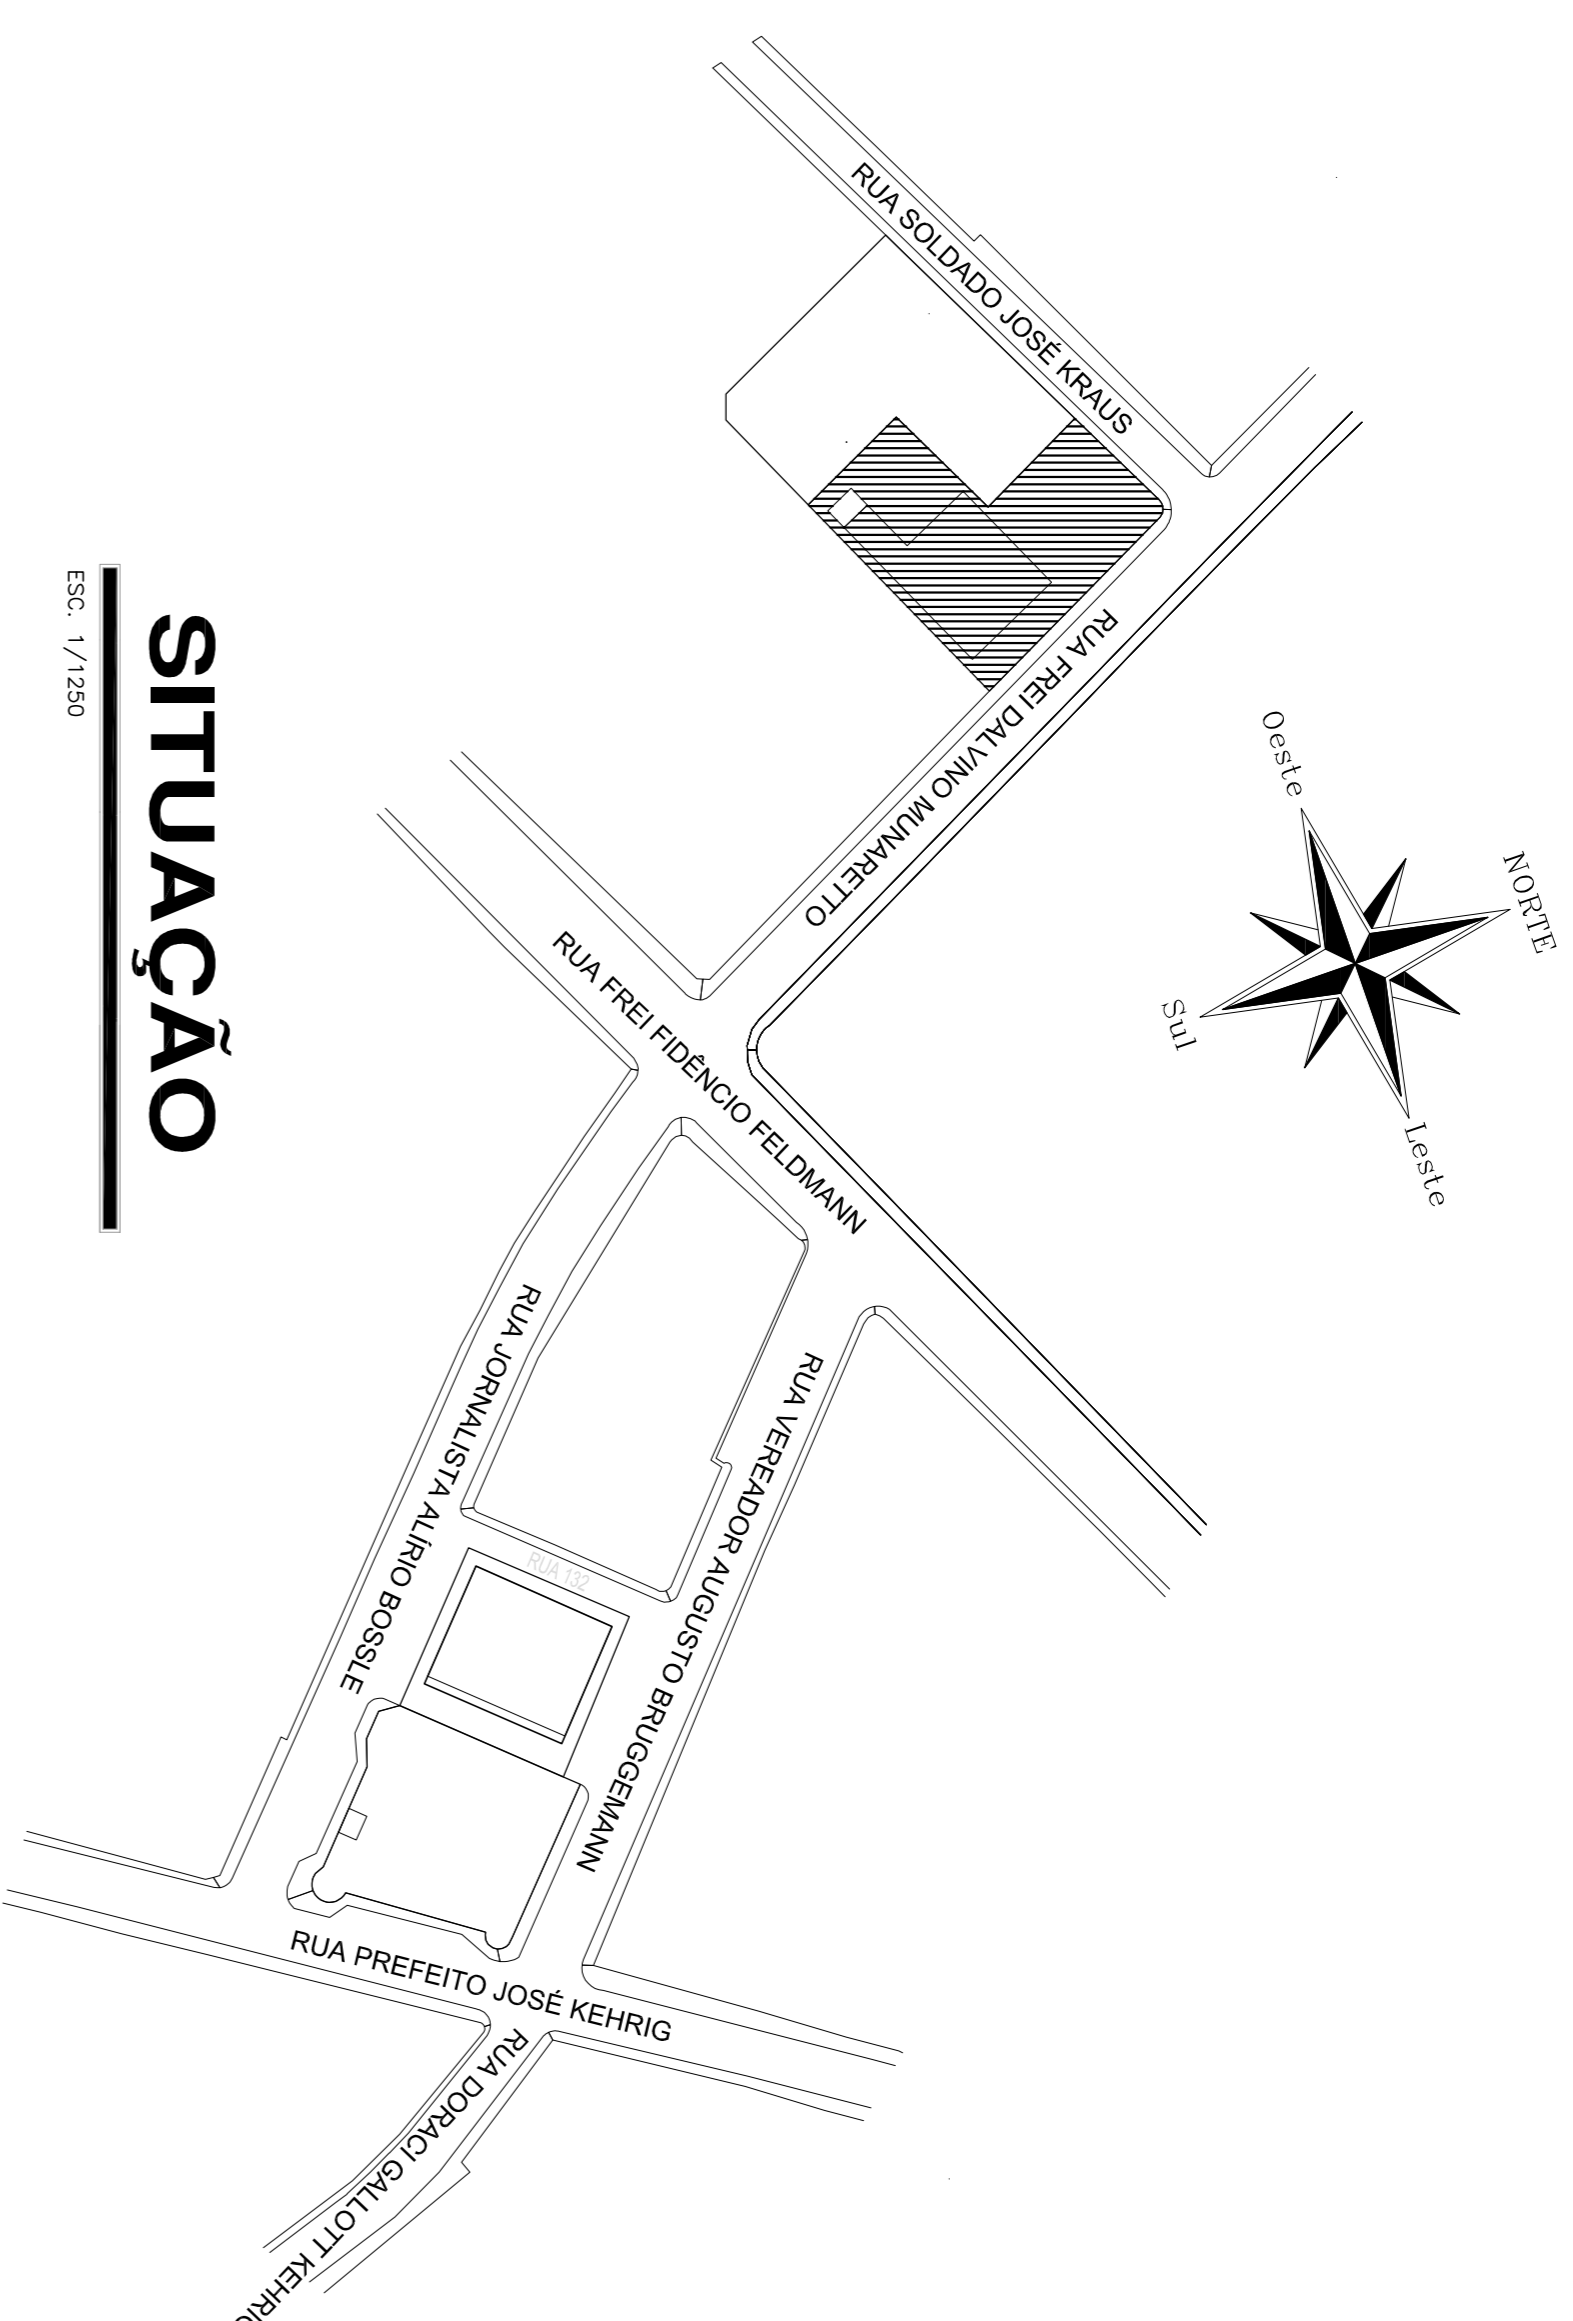 RUA SOLDADO JOSÉ KRAUS
RUA FREI DALVINO MUNARETTO
Oeste
NORTE
Sul
Leste
RUA FREI FIDÊNCIO FELDMANN
RUA JORNALISTA ALÍRIO BOSSLE
RUA VEREADOR AUGUSTO BRUGGEMANN
RUA 132
RUA PREFEITO JOSÉ KEHRIG
RUA DORACI GALLOTT KEHRIG
SITUAÇÃO
ESC. 1/1250